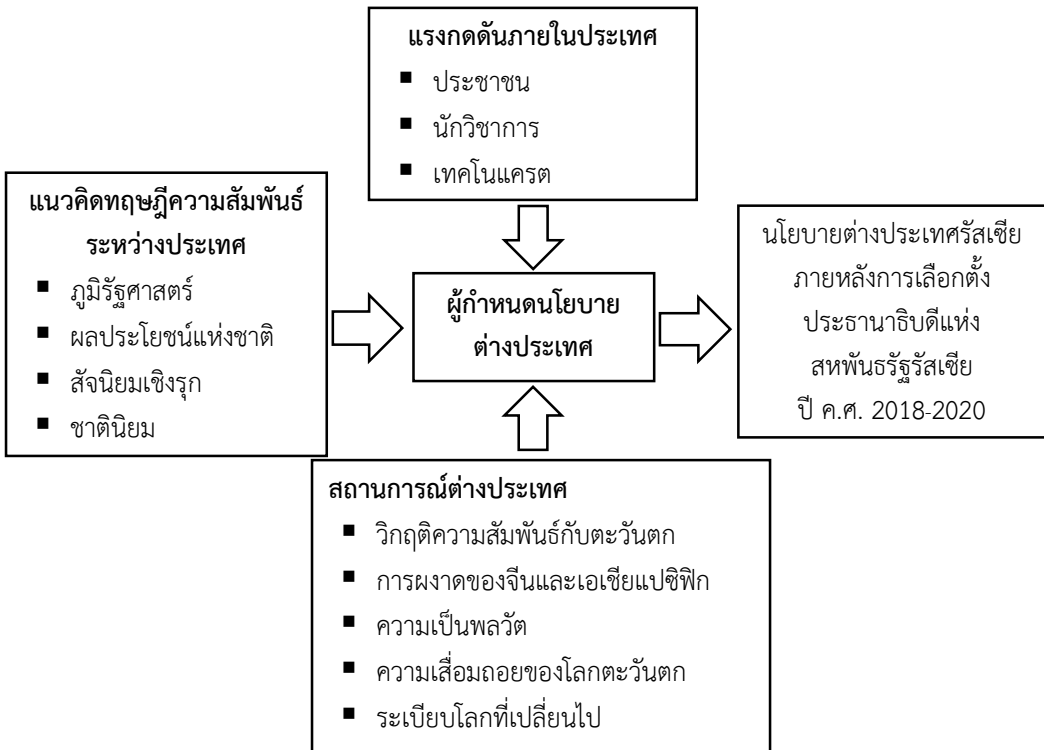 แรงกดดันภายในประเทศ
▪ ประชาชน
▪ นักวิชาการ
▪ เทคโนแครต
แนวคิดทฤษฎีความสัมพันธ์
ระหว่างประเทศ
▪ ภูมิรัฐศาสตร์
▪ ผลประโยชน์แห่งชาติ
▪ สัจนิยมเชิงรุก
▪ ชาตินิยม
ผู้กำหนดนโยบาย
ต่างประเทศ
นโยบายต่างประเทศรัสเซีย
ภายหลังการเลือกตั้ง
ประธานาธิบดีแห่ง
สหพันธรัฐรัสเซีย
ปี ค.ศ. 2018-2020
สถานการณ์ต่างประเทศ
▪ วิกฤติความสัมพันธ์กับตะวันตก
▪ การผงาดของจีนและเอเชียแปซิฟิก
▪ ความเป็นพลวัต
▪ ความเสื่อมถอยของโลกตะวันตก
▪ ระเบียบโลกที่เปลี่ยนไป